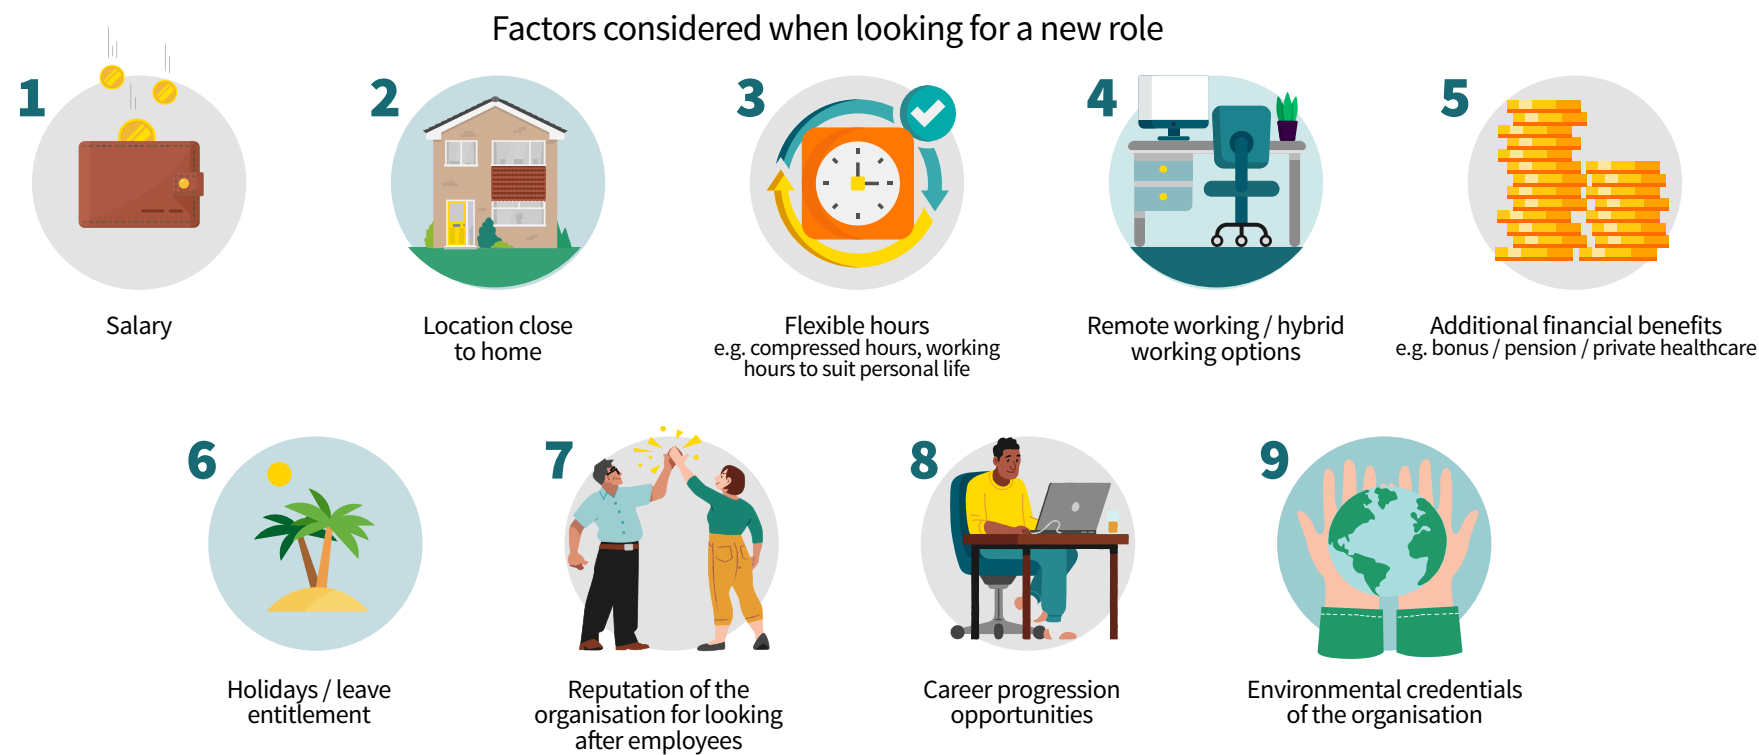 Factors considered when looking for a new role
1
Salary
2
Location close
to home
3
Flexible hours
e.g. compressed hours, working
hours to suit personal life
4
Remote working / hybrid
working options
5
Additional financial benefits
e.g. bonus / pension / private healthcare
6
Holidays / leave
entitlement
7
Reputation of the
organisation for looking
after employees
8
Career progression
opportunities
9
Environmental credentials
of the organisation